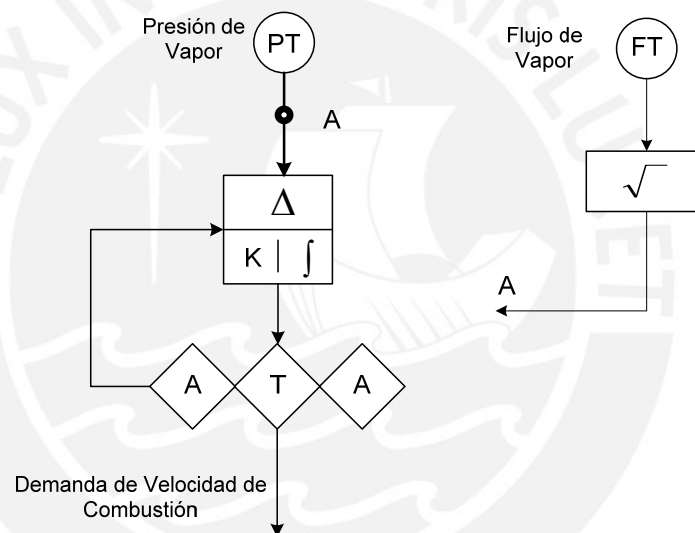 Presión de
Vapor
PT
Flujo de
Vapor
FT
A
Δ
√
K | ∫
A
A
T
A
Demanda de Velocidad de
Combustión